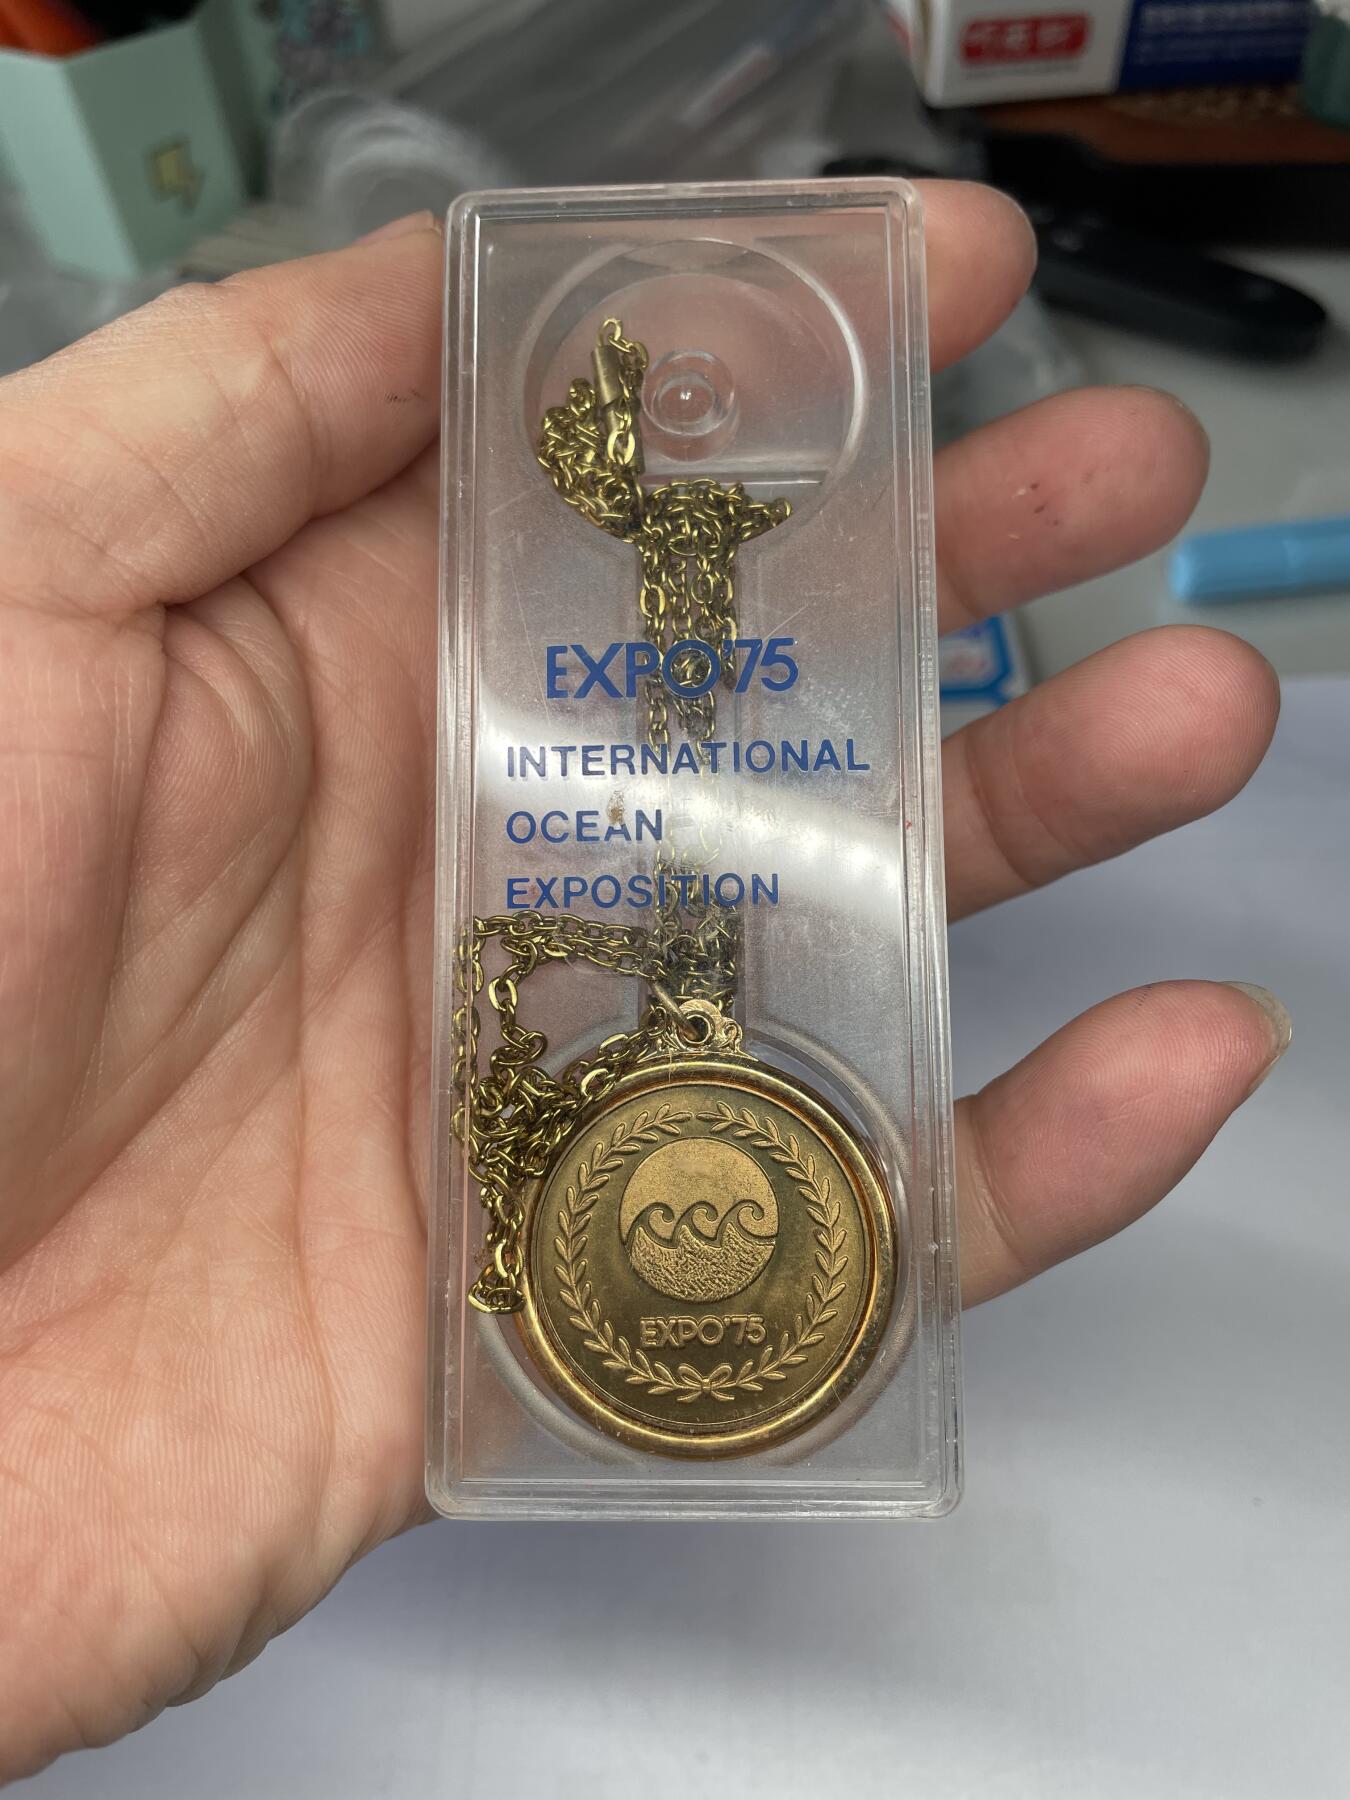 EXPO'75
INTERNATIONAL
OCEAN
EXPOSITION
EXPO'75